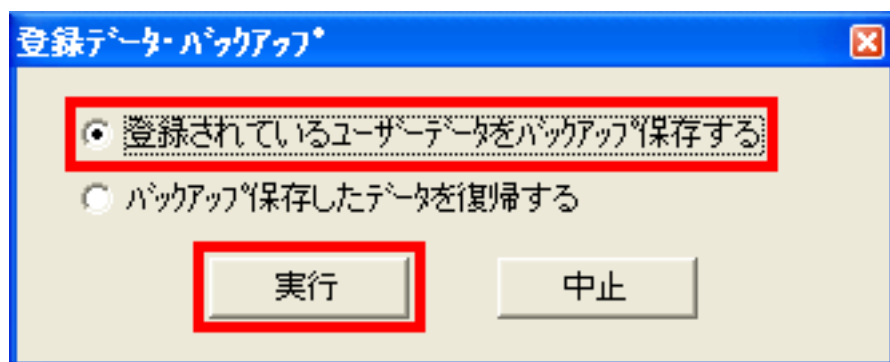 登録ﾃﾞｰﾀ・ﾊﾞｯｸｱｯﾌﾟ
登録されているﾕｰｻﾞｰﾃﾞｰﾀをﾊﾞｯｸｱｯﾌﾟ保存する
ﾊﾞｯｸｱｯﾌﾟ保存したﾃﾞｰﾀを復帰する
実行 中止